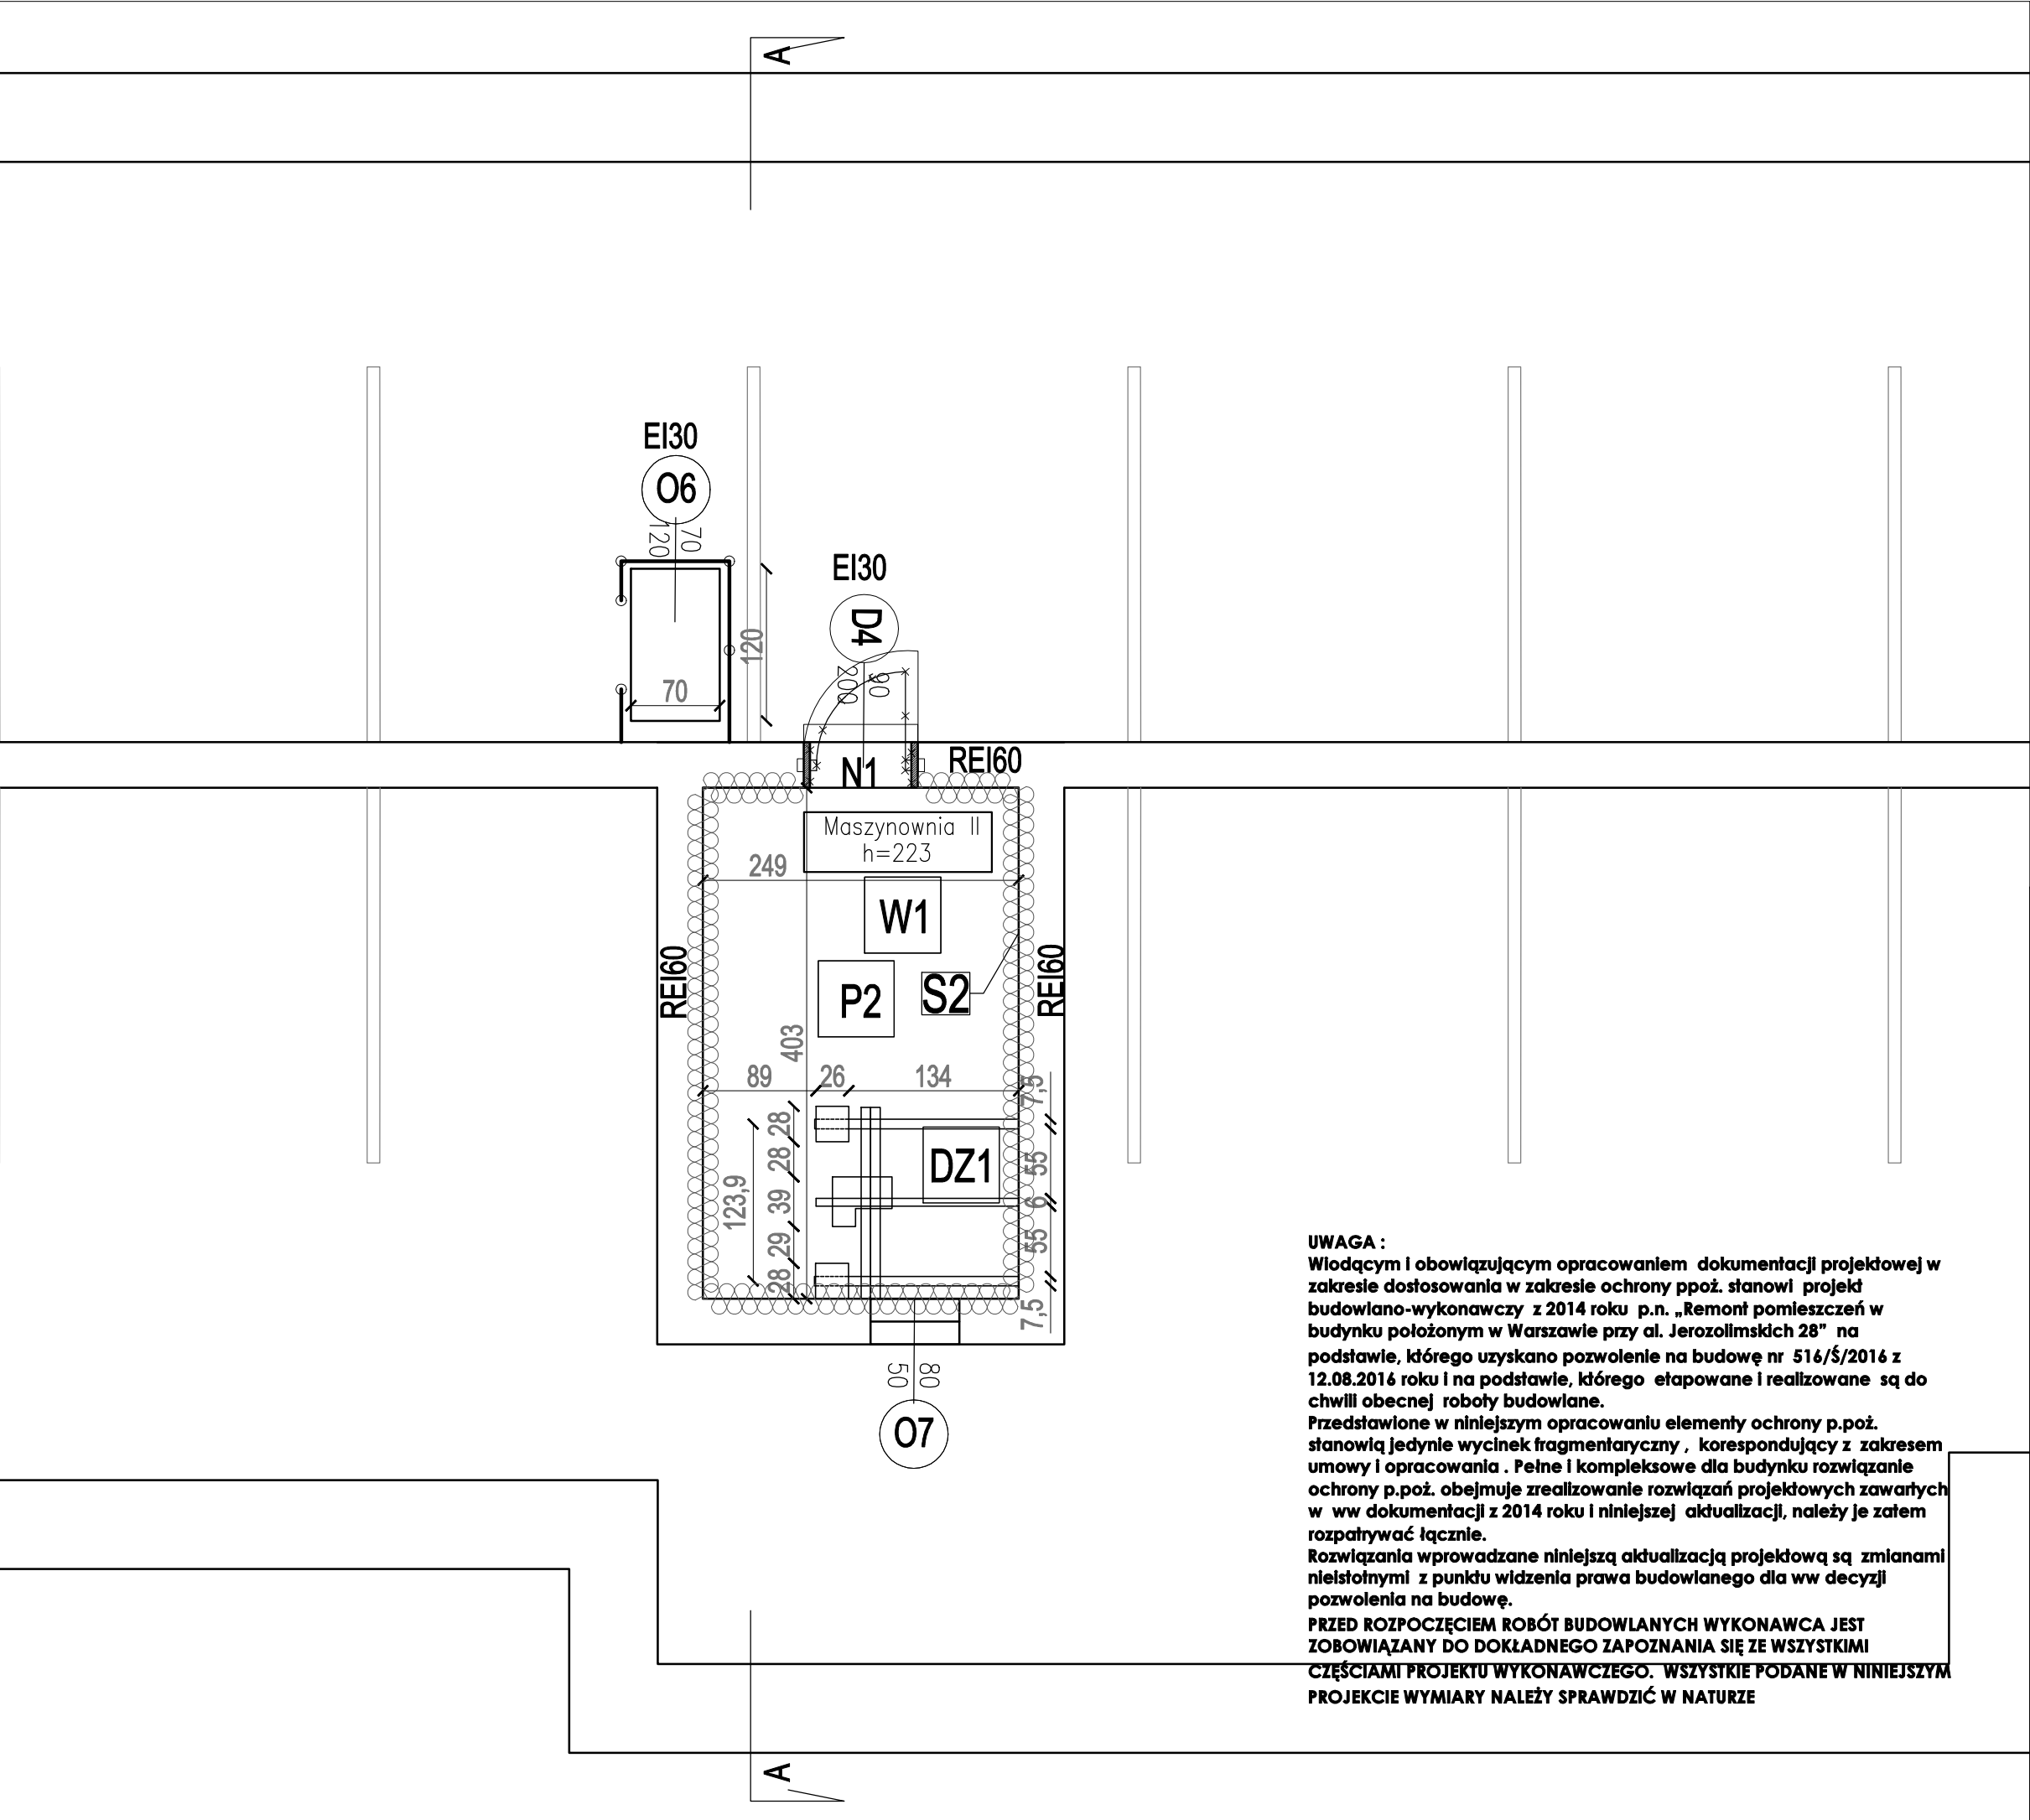 A
EI30
O6
70
120
EI30
D4
90
200
120
70
N1
REI60
Maszynownia II
h=223
249
W1
REI60
REI60
P2
S2
403
89
26
134
7,5
28
28
DZ1
55
123,9
39
6
29
55
28
7,5
80
50
O7
UWAGA :
Wiodącym i obowiązującym opracowaniem dokumentacji projektowej w
zakresie dostosowania w zakresie ochrony ppoż. stanowi projekt
budowlano-wykonawczy z 2014 roku p.n. „Remont pomieszczeń w
budynku położonym w Warszawie przy al. Jerozolimskich 28” na
podstawie, którego uzyskano pozwolenie na budowę nr 516/Ś/2016 z
12.08.2016 roku i na podstawie, którego etapowane i realizowane są do
chwili obecnej roboty budowlane.
Przedstawione w niniejszym opracowaniu elementy ochrony p.poż.
stanowią jedynie wycinek fragmentaryczny , korespondujący z zakresem
umowy i opracowania . Pełne i kompleksowe dla budynku rozwiązanie
ochrony p.poż. obejmuje zrealizowanie rozwiązań projektowych zawartych
w ww dokumentacji z 2014 roku i niniejszej aktualizacji, należy je zatem
rozpatrywać łącznie.
Rozwiązania wprowadzane niniejszą aktualizacją projektową są zmianami
nieistotnymi z punktu widzenia prawa budowlanego dla ww decyzji
pozwolenia na budowę.
PRZED ROZPOCZĘCIEM ROBÓT BUDOWLANYCH WYKONAWCA JEST
ZOBOWIĄZANY DO DOKŁADNEGO ZAPOZNANIA SIĘ ZE WSZYSTKIMI
CZĘŚCIAMI PROJEKTU WYKONAWCZEGO. WSZYSTKIE PODANE W NINIEJSZYM
PROJEKCIE WYMIARY NALEŻY SPRAWDZIĆ W NATURZE
A